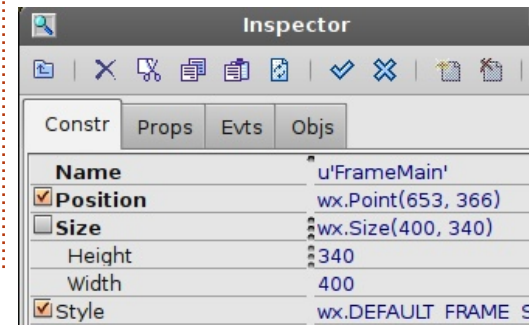 Inspector
Constr Props Evts Objs
Name u'FrameMain'
Position wx.Point(653, 366)
Size wx.Size(400, 340)
Height 340
Width 400
Style wx.DEFAULT_FRAME_S